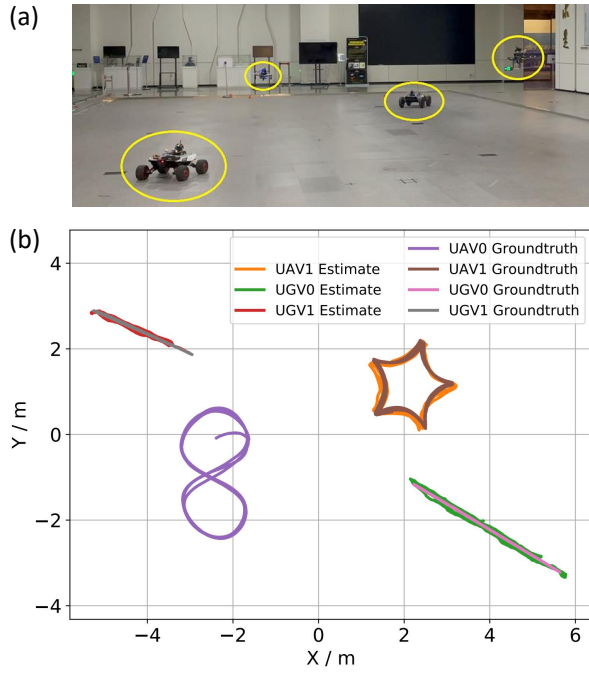 (a)
(b)
UAV0 Groundtruth
UAV1 Estimate
UAV1 Groundtruth
UGV0 Estimate
UGV0 Groundtruth
UGV1 Estimate
UGV1 Groundtruth
4
2
0
−2
−4
Y / m
−4 −2 0 2 4 6
X / m